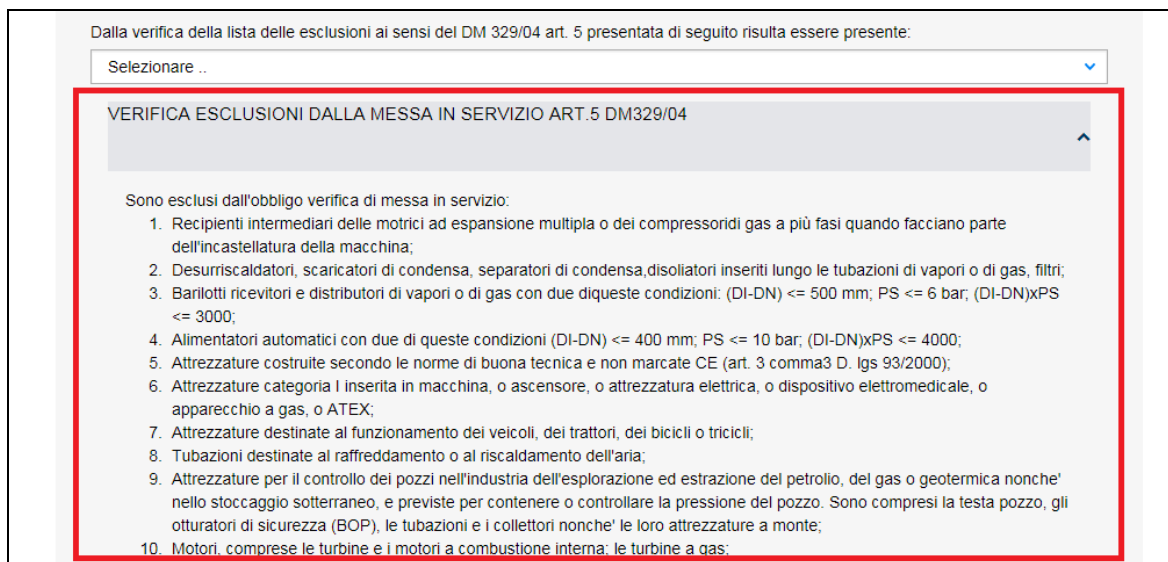 Dalla verifica della lista delle esclusioni ai sensi del DM 329/04 art. 5 presentata di seguito risulta essere presente:
Selezionare ..
VERIFICA ESCLUSIONI DALLA MESSA IN SERVIZIO ART.5 DM329/04
Sono esclusi dall'obbligo verifica di messa in servizio:
1. Recipienti intermediari delle motrici ad espansione multipla o dei compressoridi gas a più fasi quando facciano parte
dell'incastellatura della macchina;
2. Desurriscaldatori, scaricatori di condensa, separatori di condensa,disoliatori inseriti lungo le tubazioni di vapori o di gas, filtri;
3. Barilotti ricevitori e distributori di vapori o di gas con due diqueste condizioni: (DI-DN) <= 500 mm; PS <= 6 bar; (DI-DN)xPS
<= 3000;
4. Alimentatori automatici con due di queste condizioni (DI-DN) <= 400 mm; PS <= 10 bar; (DI-DN)xPS <= 4000;
5. Attrezzature costruite secondo le norme di buona tecnica e non marcate CE (art. 3 comma3 D. lgs 93/2000);
6. Attrezzature categoria I inserita in macchina, o ascensore, o attrezzatura elettrica, o dispositivo elettromedicale, o
apparecchio a gas, o ATEX;
7. Attrezzature destinate al funzionamento dei veicoli, dei trattori, dei bicicli o tricicli;
8. Tubazioni destinate al raffreddamento o al riscaldamento dell'aria;
9. Attrezzature per il controllo dei pozzi nell'industria dell'esplorazione ed estrazione del petrolio, del gas o geotermica nonche'
nello stoccaggio sotterraneo, e previste per contenere o controllare la pressione del pozzo. Sono compresi la testa pozzo, gli
otturatori di sicurezza (BOP), le tubazioni e i collettori nonche' le loro attrezzature a monte;
10. Motori, comprese le turbine e i motori a combustione interna; le turbine a gas;